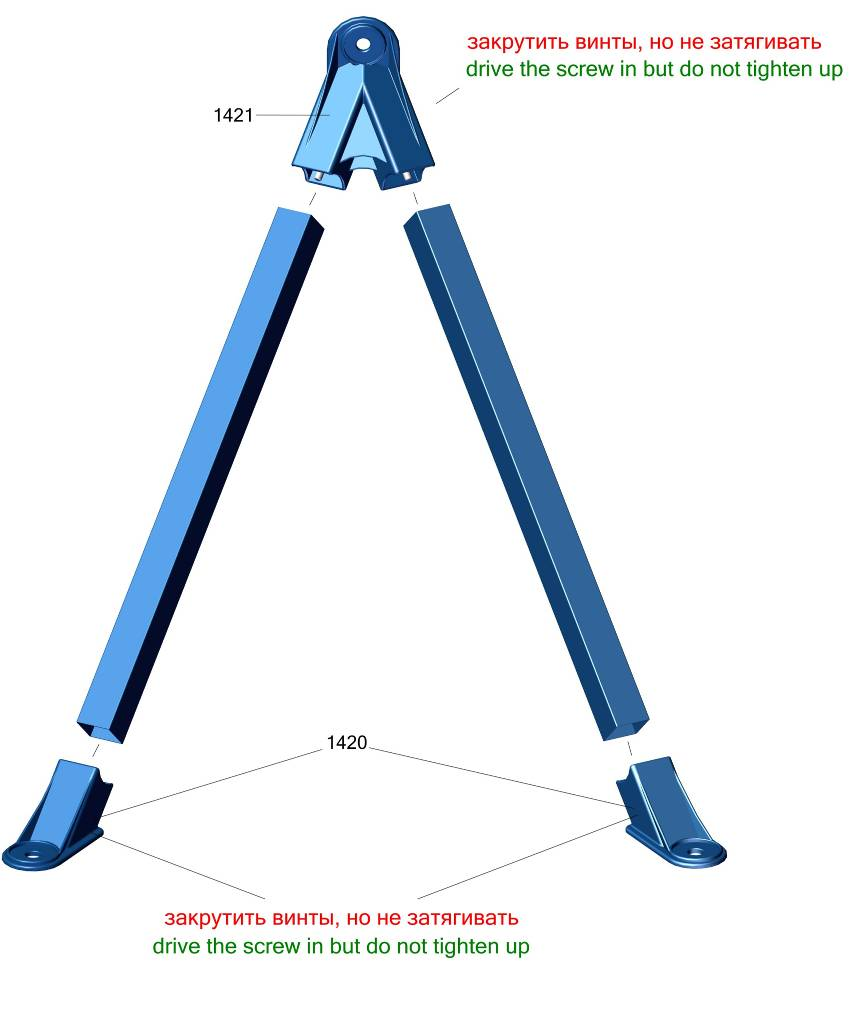 закрутить винты, но не затягивать
drive the screw in but do not tighten up
1421
1420
закрутить винты, но не затягивать
drive the screw in but do not tighten up